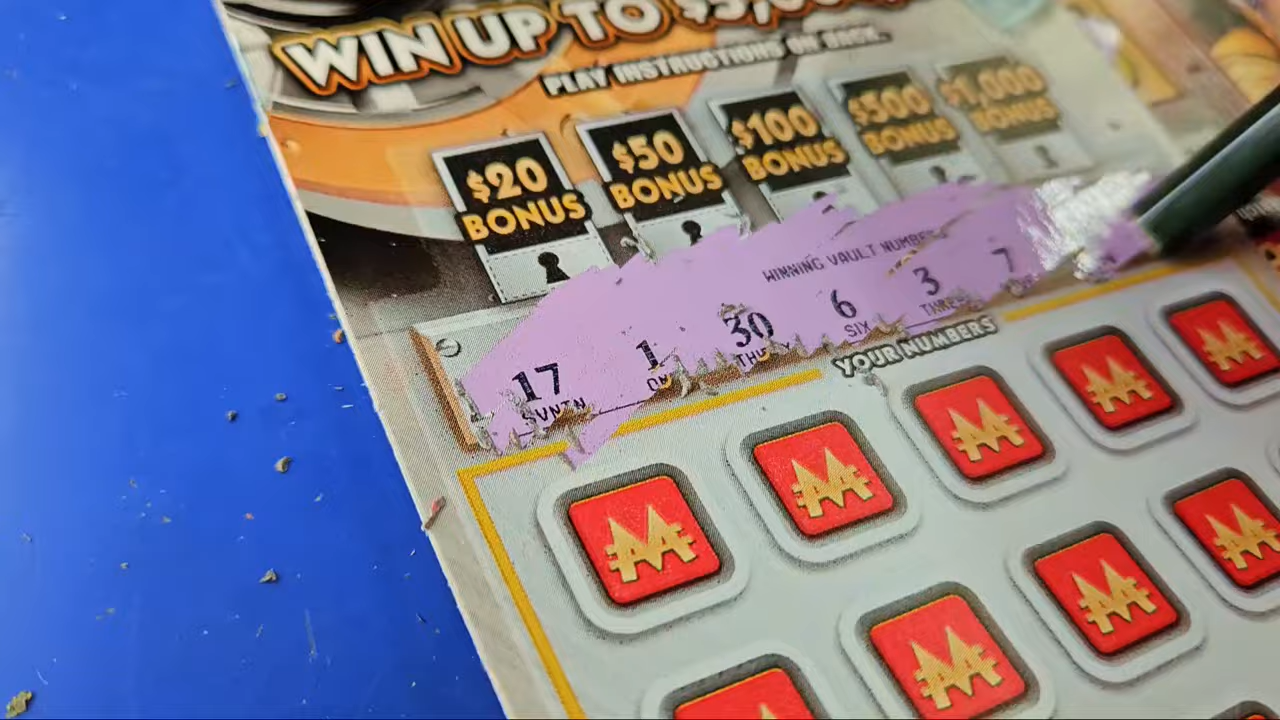 WIN UP TO
PLAY INSTRUCTIONS ON BACK.
$20 BONUS
$50 BONUS
$100 BONUS
$500 BONUS
$1,000 BONUS
WINNING VAULT
17 1 30 6 3 7
SIX
YOUR NUMBERS